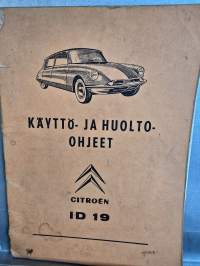 KÄYTTÖ- JA HUOLTO-
OHJEET
CITROËN
ID 19